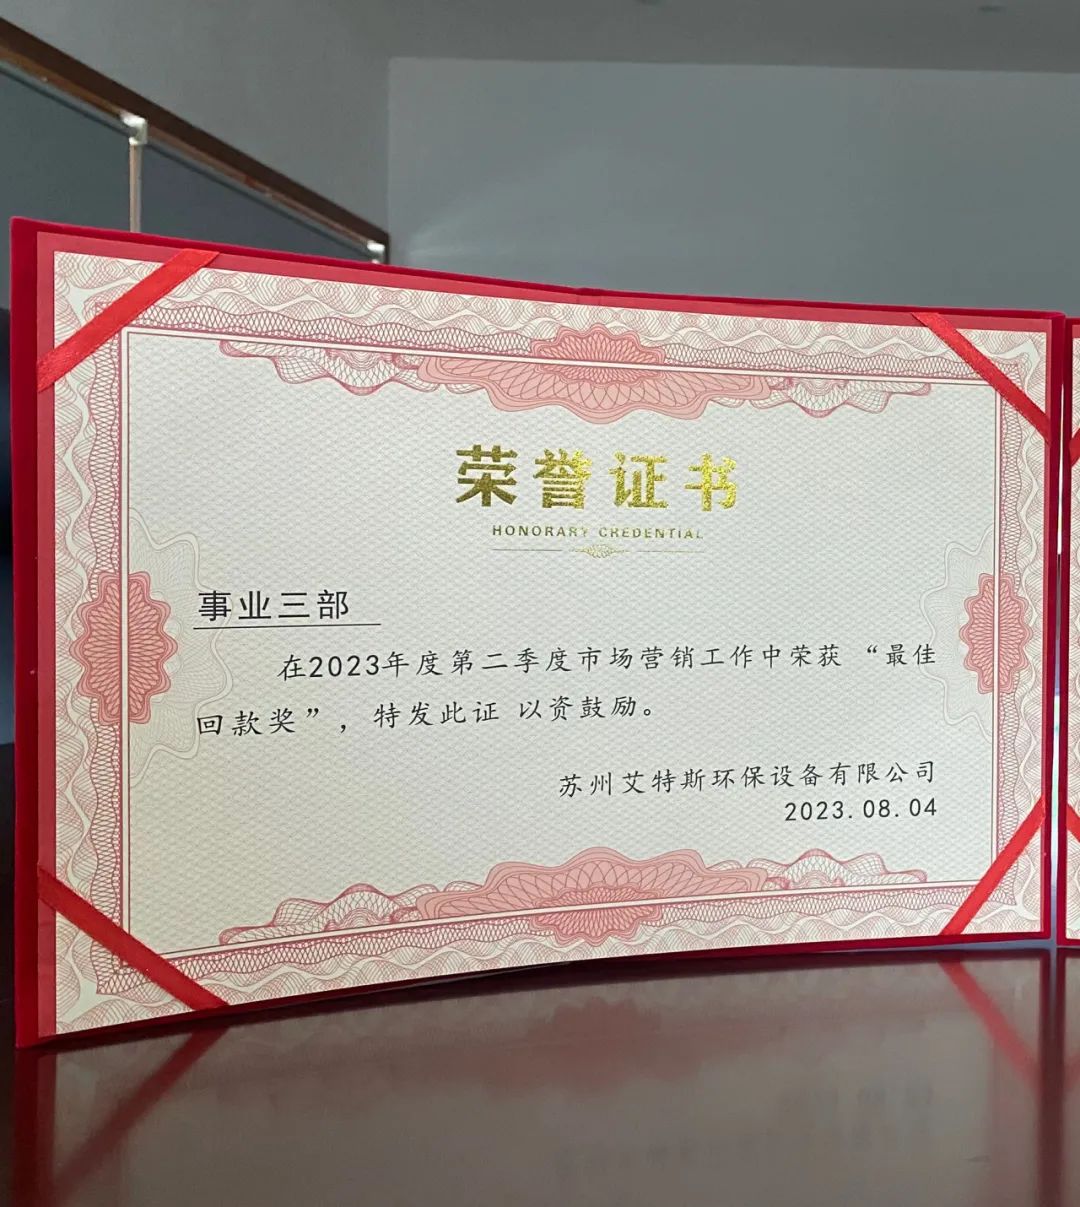 荣誉证书
HONORARY CREDENTIAL
事业三部
在2023年度第二季度市场营销工作中荣获“最佳
回款奖”，特发此证 以资鼓励。
苏州艾特斯环保设备有限公司
2023.08.04